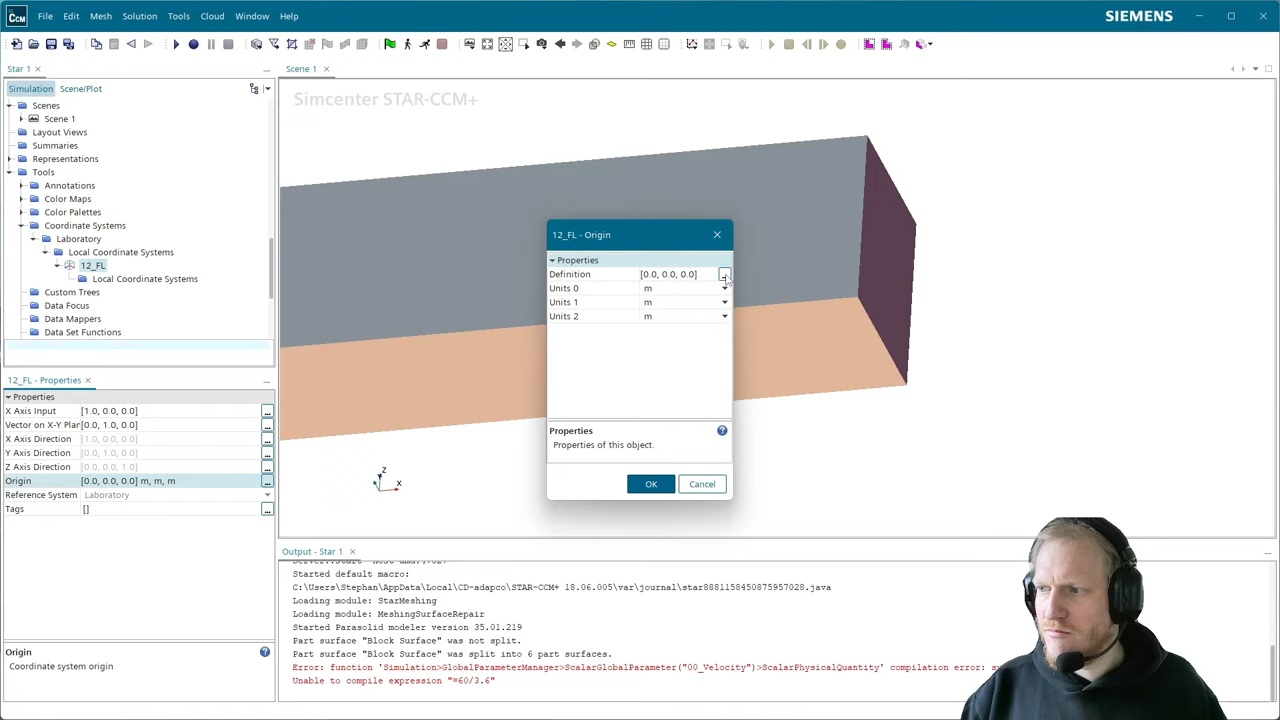 CCM File Edit Mesh Solution Tools Cloud Window Help SIEMENS
Star 1 Scene 1
Simulation Scene/Plot
Simcenter STAR-CCM+
Scenes
Scene 1
Layout Views
Summaries
Representations
Tools
Annotations
Color Maps
Color Palettes
Coordinate Systems
Laboratory
Local Coordinate Systems
12_FL
Local Coordinate Systems
Custom Trees
Data Focus
Data Mappers
Data Set Functions
12_FL - Origin
Properties
Definition [0.0, 0.0, 0.0]
Units 0 m
Units 1 m
Units 2 m
Properties
Properties of this object.
OK Cancel
Z
X
12_FL - Properties
Properties
X Axis Input [1.0, 0.0, 0.0]
Vector on X-Y Plan [0.0, 1.0, 0.0]
X Axis Direction [1.0, 0.0, 0.0]
Y Axis Direction [0.0, 1.0, 0.0]
Z Axis Direction [0.0, 0.0, 1.0]
Origin [0.0, 0.0, 0.0] m, m, m
Reference System Laboratory
Tags []
Origin
Coordinate system origin
Output - Star 1
Started default macro:
C:\Users\Stephan\AppData\Local\CD-adapco\STAR-CCM+ 18.06.005\var\journal\star8881158450875957028.java
Loading module: StarMeshing
Loading module: MeshingSurfaceRepair
Started Parasolid modeler version 35.01.219
Part surface "Block Surface" was not split.
Part surface "Block Surface" was split into 6 part surfaces.
Error: function 'Simulation>GlobalParameterManager>ScalarGlobalParameter("00_Velocity")>ScalarPhysicalQuantity' compilation error:
Unable to compile expression "=60/3.6"